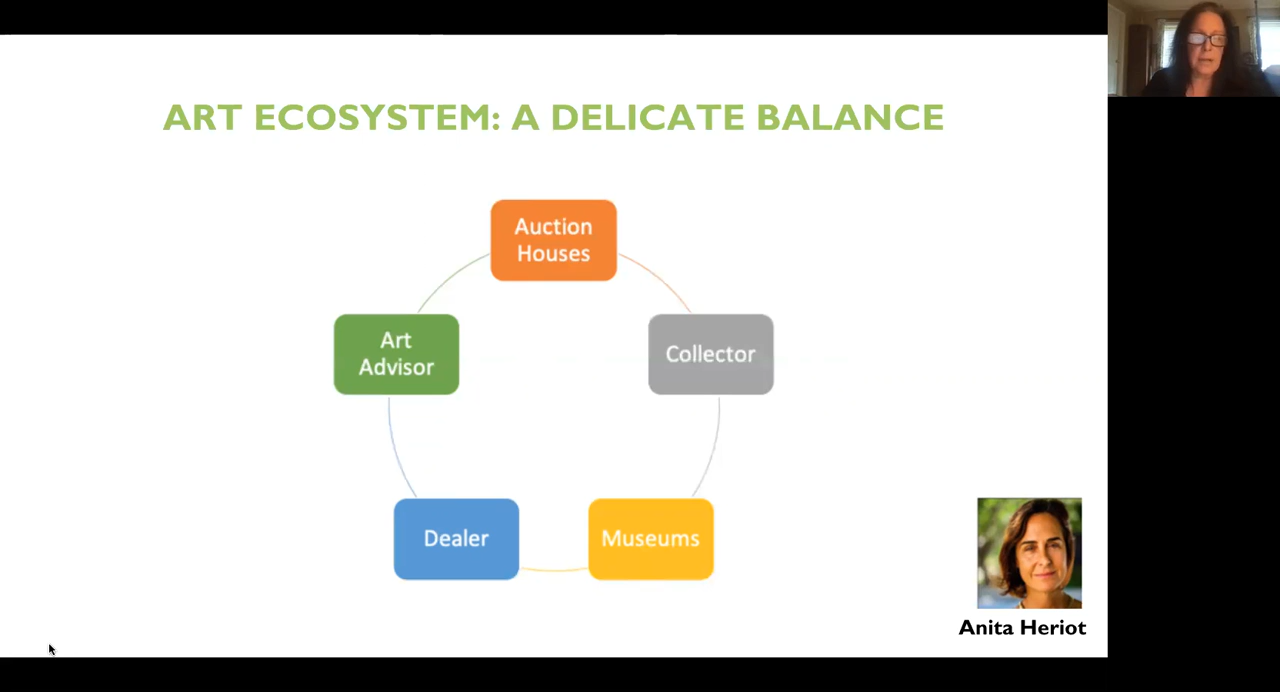 ART ECOSYSTEM: A DELICATE BALANCE
Auction
Houses
Art
Advisor
Collector
Dealer
Museums
Anita Heriot